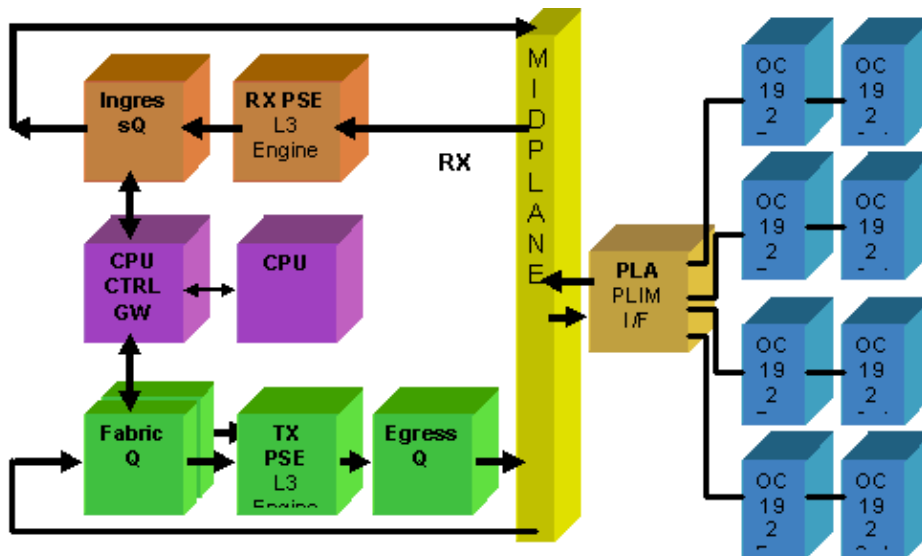 Ingres
sQ
RX PSE
L3
Engine
RX
MIDPLANE
CPU
CTRL
GW
CPU
PLA
PLIM
I/F
Fabric
Q
TX
PSE
L3
Engine
Egress
Q
OC
19
2
OC
19
2
OC
19
2
OC
19
2
OC
19
2
OC
19
2
OC
19
2
OC
19
2